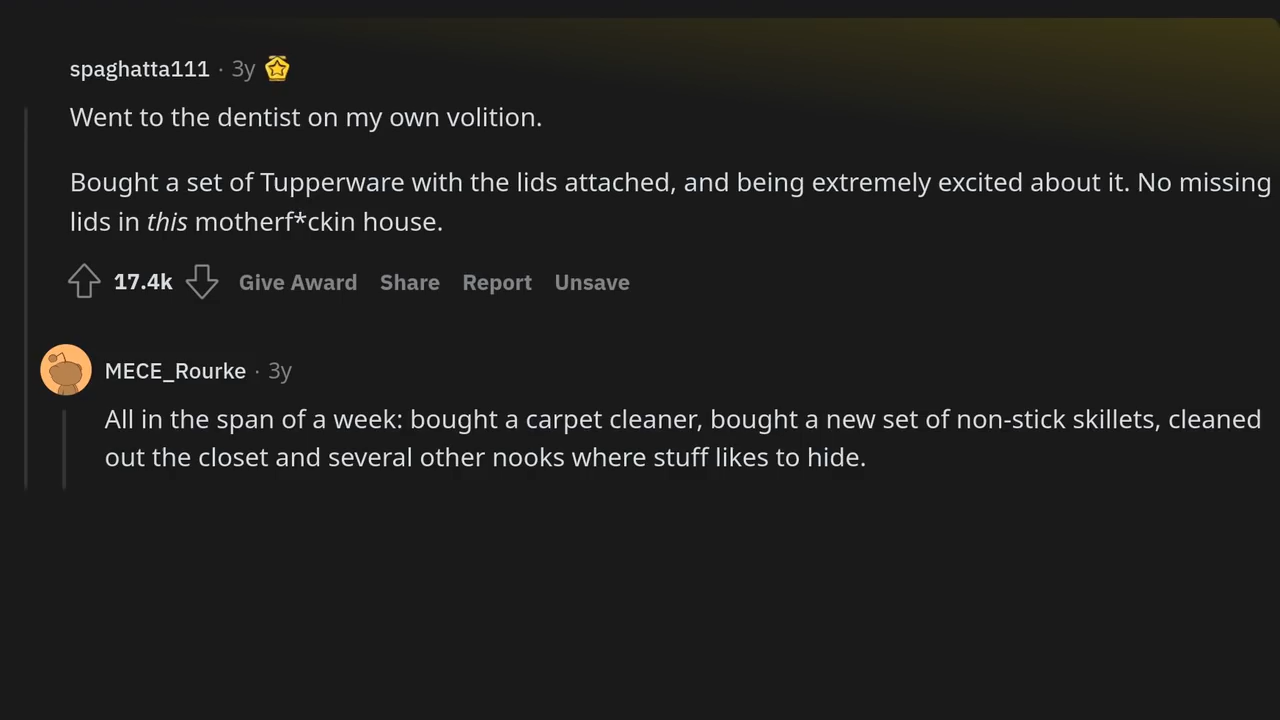 spaghatta111 · 3y
Went to the dentist on my own volition.
Bought a set of Tupperware with the lids attached, and being extremely excited about it. No missing
lids in this motherf*ckin house.
17.4k Give Award Share Report Unsave
MECE_Rourke · 3y
All in the span of a week: bought a carpet cleaner, bought a new set of non-stick skillets, cleaned
out the closet and several other nooks where stuff likes to hide.